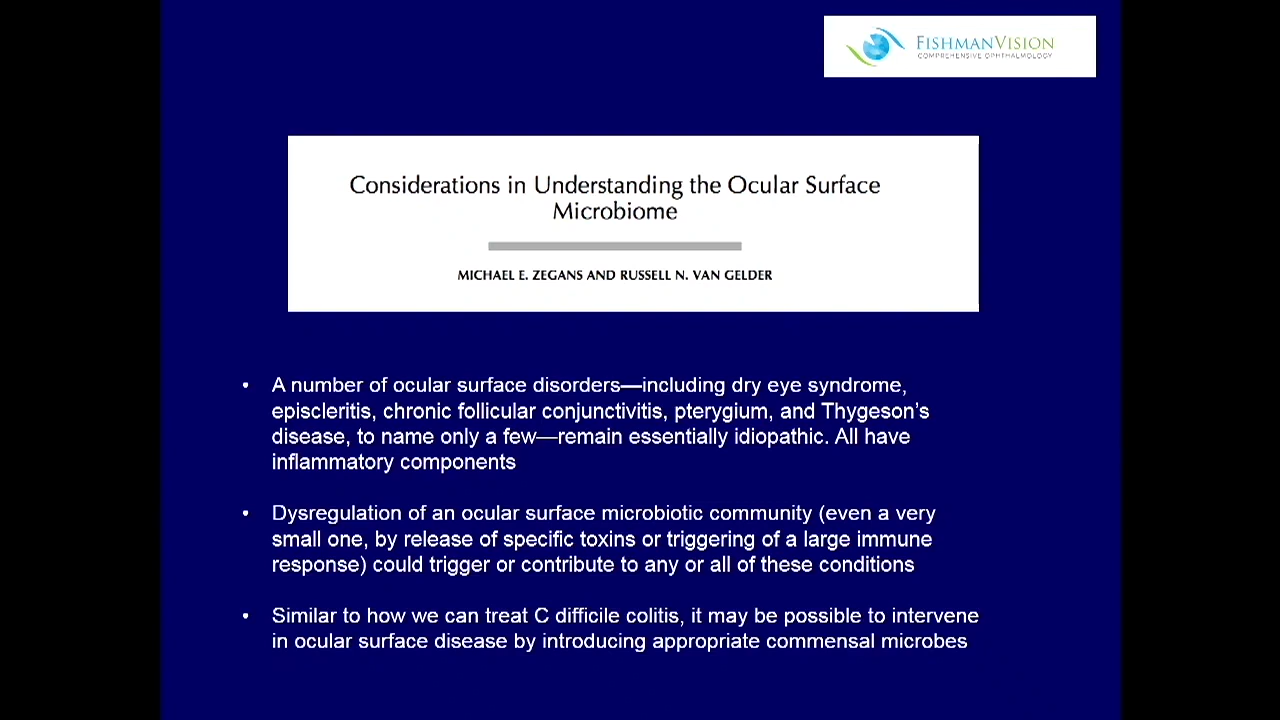 FISHMANVISION
COMPREHENSIVE OPHTHALMOLOGY
Considerations in Understanding the Ocular Surface
Microbiome
MICHAEL E. ZEGANS AND RUSSELL N. VAN GELDER
• A number of ocular surface disorders—including dry eye syndrome,
episcleritis, chronic follicular conjunctivitis, pterygium, and Thygeson's
disease, to name only a few—remain essentially idiopathic. All have
inflammatory components
• Dysregulation of an ocular surface microbiotic community (even a very
small one, by release of specific toxins or triggering of a large immune
response) could trigger or contribute to any or all of these conditions
• Similar to how we can treat C difficile colitis, it may be possible to intervene
in ocular surface disease by introducing appropriate commensal microbes